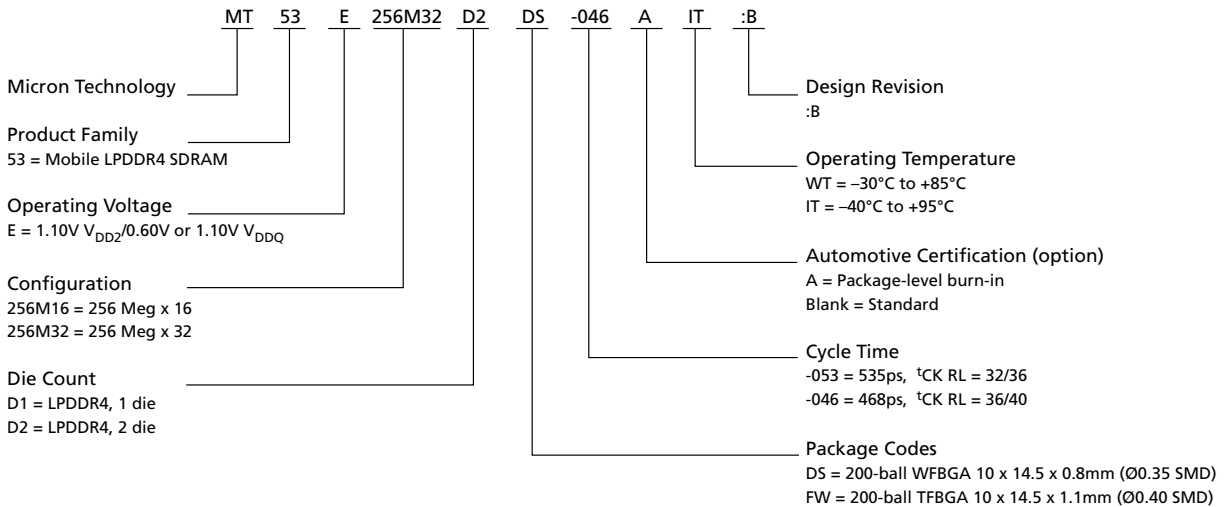 MT 53 E 256M32 D2 DS -046 A IT :B
Micron Technology
Product Family
53 = Mobile LPDDR4 SDRAM
Operating Voltage
E = 1.10V VDD2/0.60V or 1.10V VDDQ
Configuration
256M16 = 256 Meg x 16
256M32 = 256 Meg x 32
Die Count
D1 = LPDDR4, 1 die
D2 = LPDDR4, 2 die
Design Revision
:B
Operating Temperature
WT = –30°C to +85°C
IT = –40°C to +95°C
Automotive Certification (option)
A = Package-level burn-in
Blank = Standard
Cycle Time
-053 = 535ps, tCK RL = 32/36
-046 = 468ps, tCK RL = 36/40
Package Codes
DS = 200-ball WFBGA 10 x 14.5 x 0.8mm (Ø0.35 SMD)
FW = 200-ball TFBGA 10 x 14.5 x 1.1mm (Ø0.40 SMD)